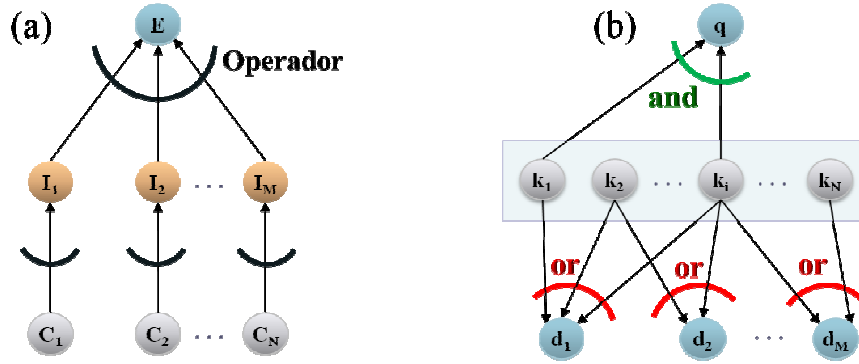 (a)
E
Operador
I1 I2 ... IM
C1 C2 ... CN
(b)
q
and
k1 k2 ... ki ... kN
or or or
d1 d2 ... dM